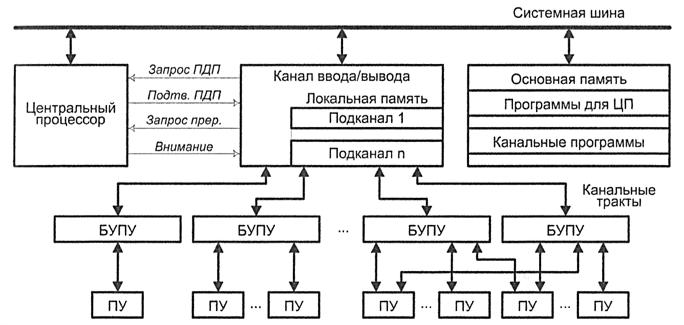 Системная шина
Центральный
процессор
Запрос ПДП
Подтв. ПДП
Запрос прер.
Внимание
Канал ввода/вывода
Локальная память
Подканал 1
Подканал n
Основная память
Программы для ЦП
Канальные программы
Канальные
тракты
БУПУ
БУПУ
...
БУПУ
БУПУ
ПУ
ПУ
...
ПУ
ПУ
...
ПУ
ПУ
...
ПУ